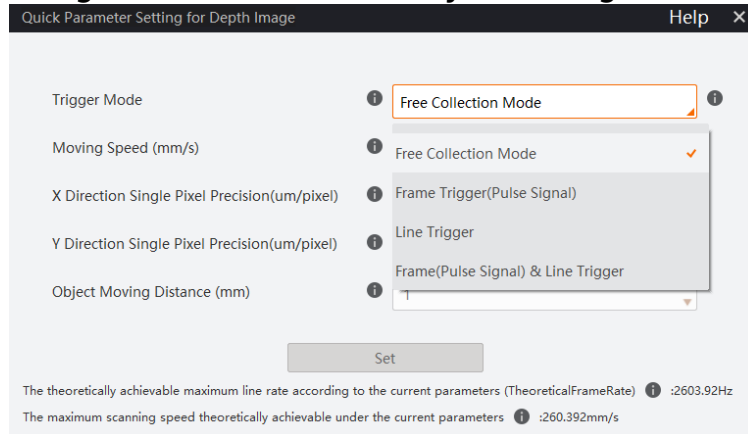 Quick Parameter Setting for Depth Image Help ×
Trigger Mode Free Collection Mode
Moving Speed (mm/s) Free Collection Mode
X Direction Single Pixel Precision(um/pixel) Frame Trigger(Pulse Signal)
Line Trigger
Y Direction Single Pixel Precision(um/pixel)
Frame(Pulse Signal) & Line Trigger
Object Moving Distance (mm) 1
Set
The theoretically achievable maximum line rate according to the current parameters (TheoreticalFrameRate) :2603.92Hz
The maximum scanning speed theoretically achievable under the current parameters :260.392mm/s